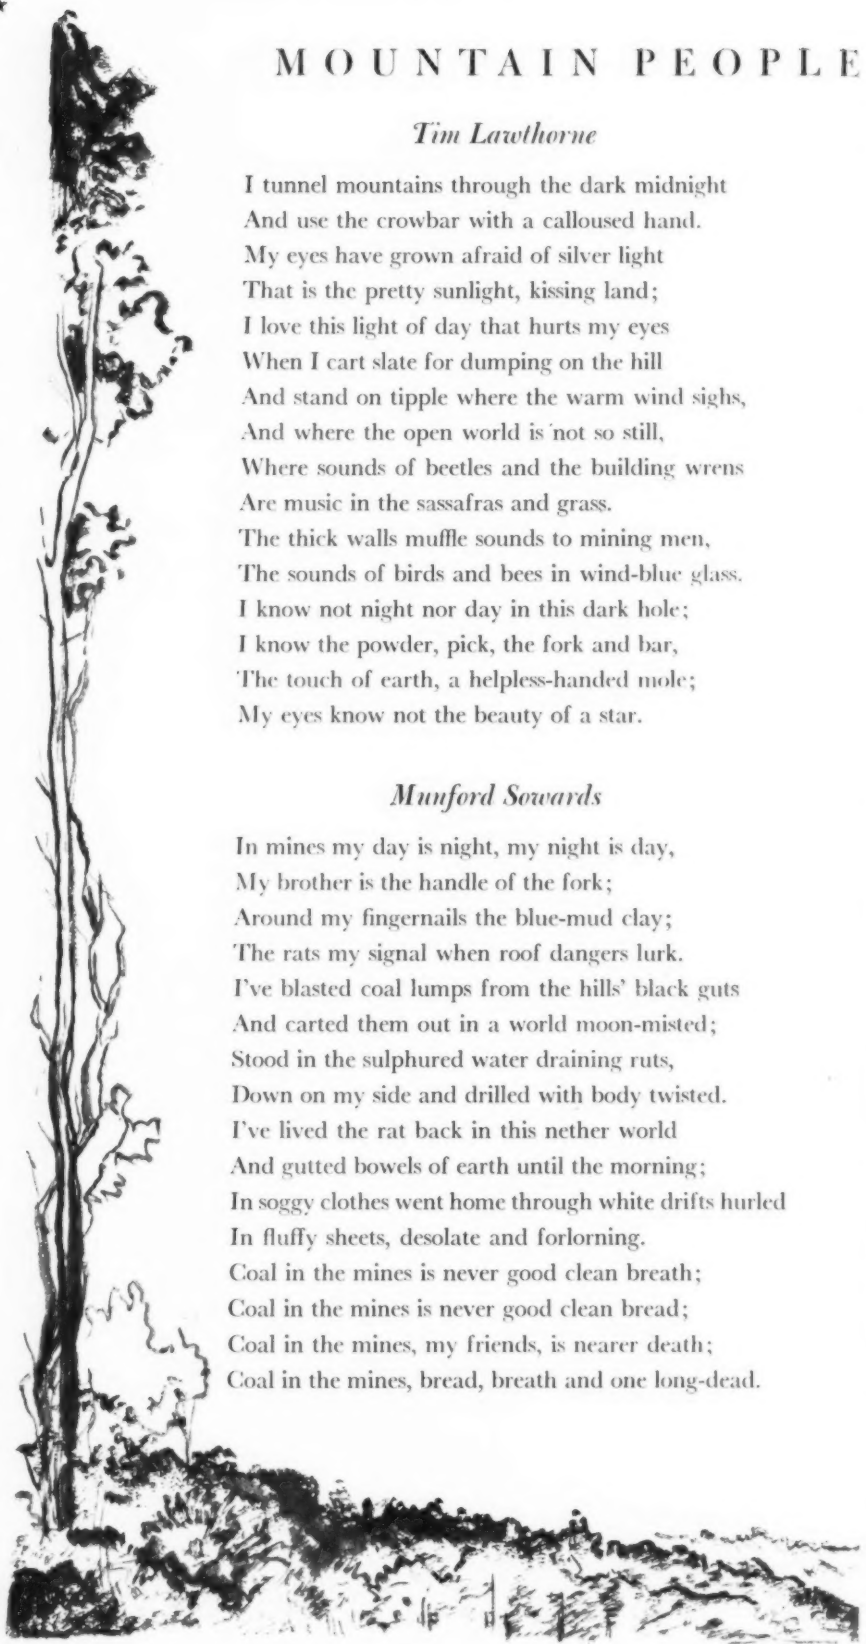 MOUNTAIN PEOPLE
Tim Lawthorne
I tunnel mountains through the dark midnight
And use the crowbar with a calloused hand.
My eyes have grown afraid of silver light
That is the pretty sunlight, kissing land;
I love this light of day that hurts my eyes
When I cart slate for dumping on the hill
And stand on tipple where the warm wind sighs,
And where the open world is not so still,
Where sounds of beetles and the building wrens
Are music in the sassafras and grass.
The thick walls muffle sounds to mining men,
The sounds of birds and bees in wind-blue glass.
I know not night nor day in this dark hole;
I know the powder, pick, the fork and bar,
The touch of earth, a helpless-handed mole;
My eyes know not the beauty of a star.
Munford Sowards
In mines my day is night, my night is day,
My brother is the handle of the fork;
Around my fingernails the blue-mud clay;
The rats my signal when roof dangers lurk.
I've blasted coal lumps from the hills' black guts
And carted them out in a world moon-misted;
Stood in the sulphured water draining ruts,
Down on my side and drilled with body twisted.
I've lived the rat back in this nether world
And gutted bowels of earth until the morning;
In soggy clothes went home through white drifts hurled
In fluffy sheets, desolate and forlorning.
Coal in the mines is never good clean breath;
Coal in the mines is never good clean bread;
Coal in the mines, my friends, is nearer death;
Coal in the mines, bread, breath and one long-dead.